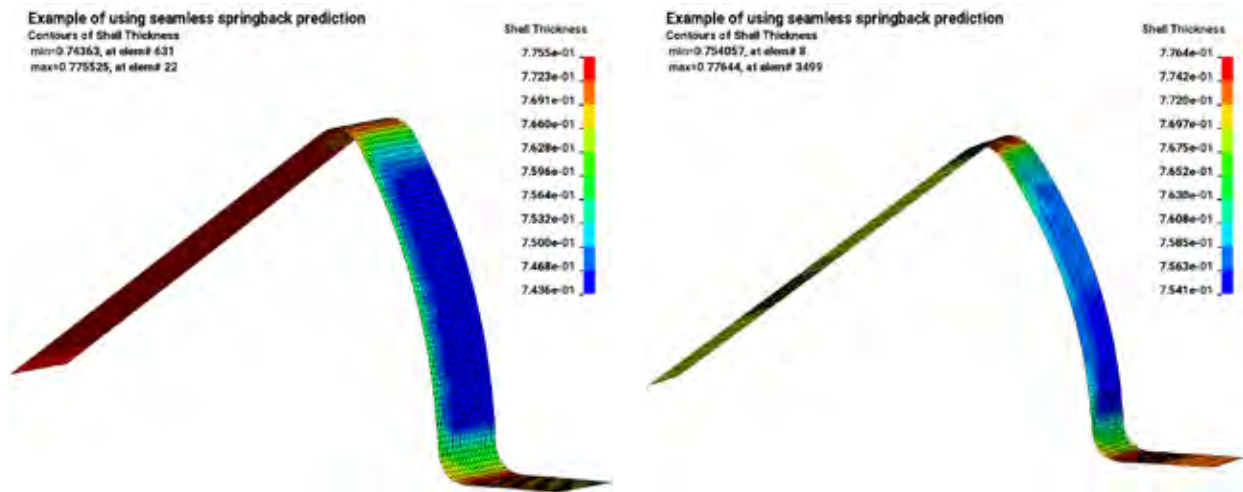 Example of using seamless springback prediction
Contours of Shell Thickness
min=0.74363, at elem# 631
max=0.775525, at elem# 22
Shell Thickness
7.755e-01
7.723e-01
7.691e-01
7.660e-01
7.628e-01
7.596e-01
7.564e-01
7.532e-01
7.500e-01
7.468e-01
7.436e-01
Example of using seamless springback prediction
Contours of Shell Thickness
min=0.754057, at elem# 8
max=0.77644, at elem# 3499
Shell Thickness
7.764e-01
7.742e-01
7.720e-01
7.697e-01
7.675e-01
7.652e-01
7.630e-01
7.608e-01
7.585e-01
7.563e-01
7.541e-01